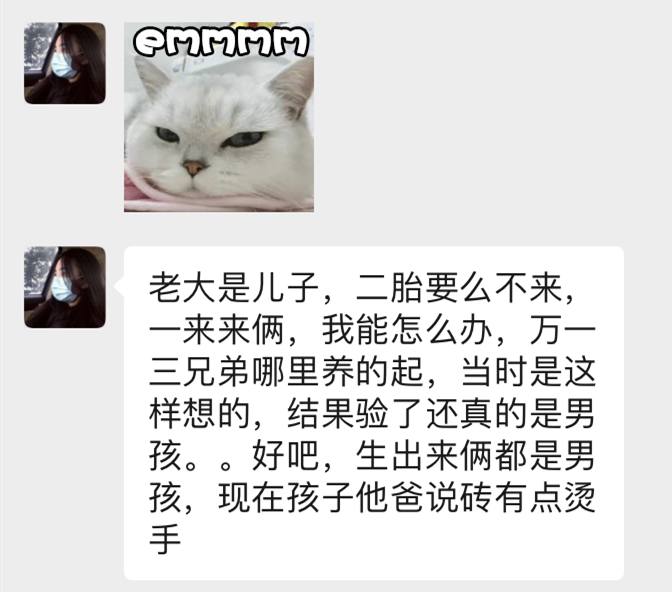 emmmm
老大是儿子，二胎要么不来，
一来来俩，我能怎么办，万一
三兄弟哪里养的起，当时是这
样想的，结果验了还真的是男
孩。。好吧，生出来俩都是男
孩，现在孩子他爸说砖有点烫
手